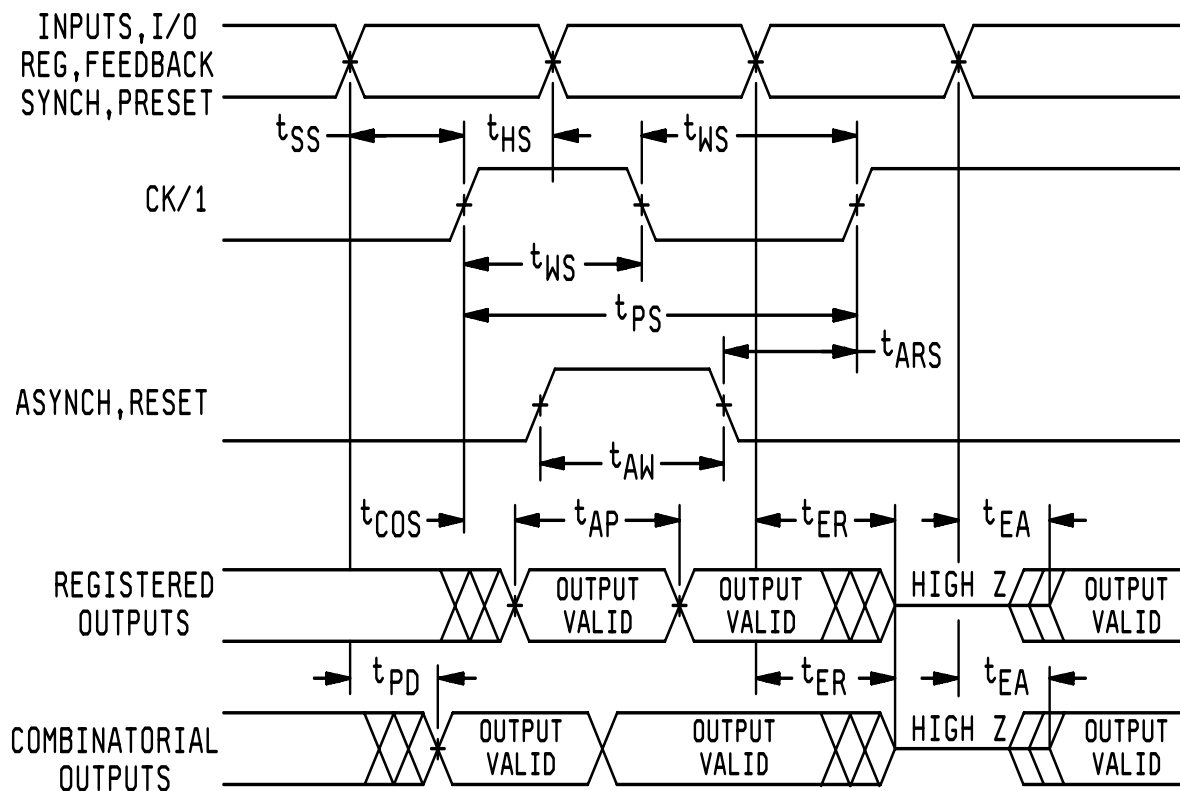 INPUTS,I/O
REG,FEEDBACK
SYNCH,PRESET
tSS
tHS
tWS
CK/1
tWS
tPS
tARS
ASYNCH,RESET
tAW
tCOS
tAP
tER
tEA
REGISTERED
OUTPUTS
OUTPUT
VALID
OUTPUT
VALID
HIGH Z
OUTPUT
VALID
tPD
tER
tEA
COMBINATORIAL
OUTPUTS
OUTPUT
VALID
OUTPUT
VALID
HIGH Z
OUTPUT
VALID